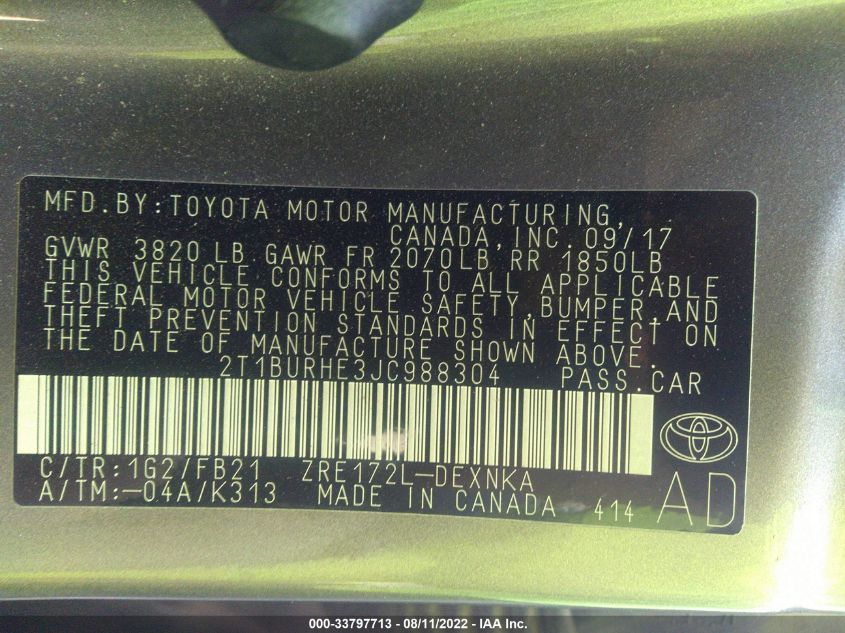 MFD.BY:TOYOTA MOTOR MANUFACTURING,
CANADA,INC. 09/17
GVWR 3820 LB GAWR FR 2070LB RR 1850LB
THIS VEHICLE CONFORMS TO ALL APPLICABLE
FEDERAL MOTOR VEHICLE SAFETY,BUMPER,AND
THEFT PREVENTION STANDARDS IN EFFECT ON
THE DATE OF MANUFACTURE SHOWN ABOVE.
2T1BURHE3JC988304 PASS.CAR
C/TR:1G2/FB21 ZRE172L-DEXNKA
A/TM:-04A/K313 MADE IN CANADA 414 AD
000-33797713 - 08/11/2022 - IAA Inc.